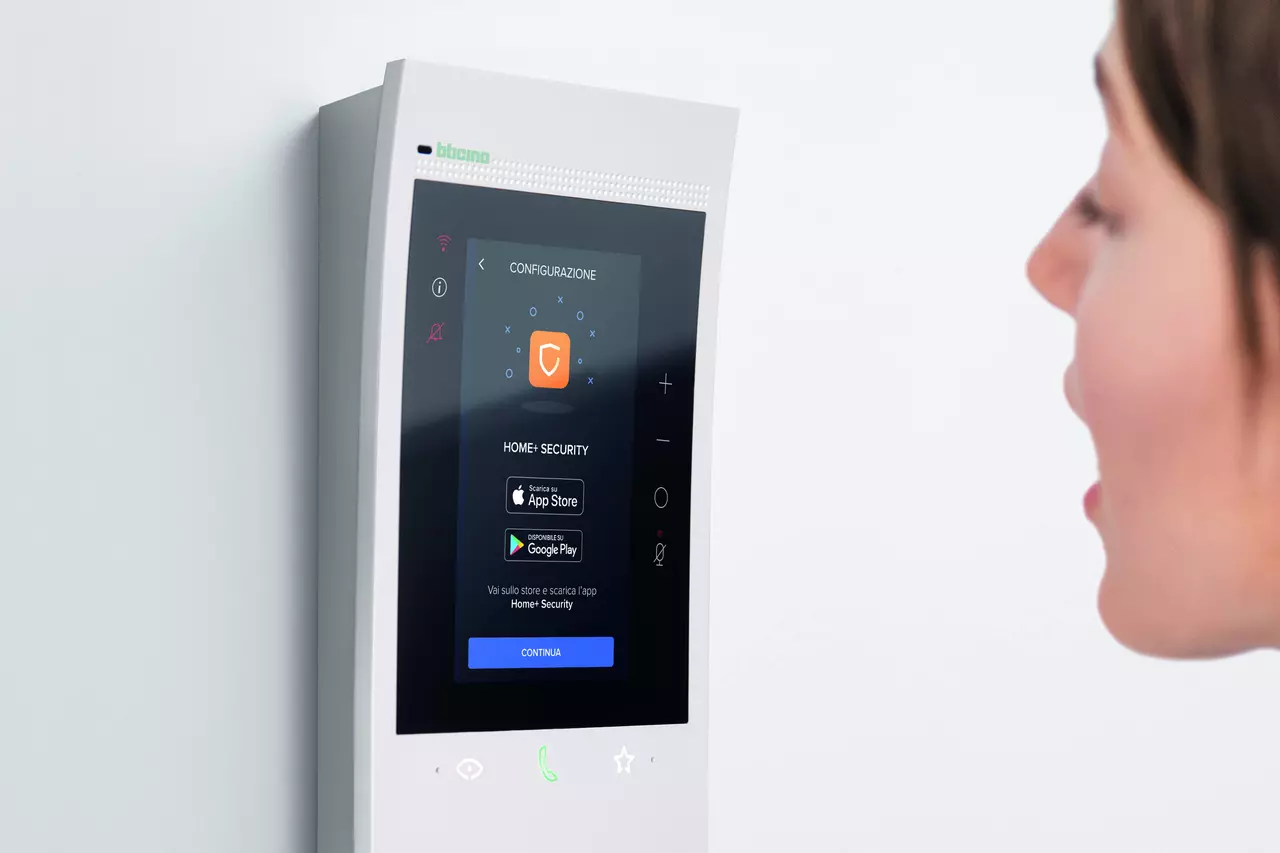 bticino
CONFIGURAZIONE
HOME+ SECURITY
Scarica su
App Store
DISPONIBILE SU
Google Play
Vai sullo store e scarica l'app
Home+ Security
CONTINUA